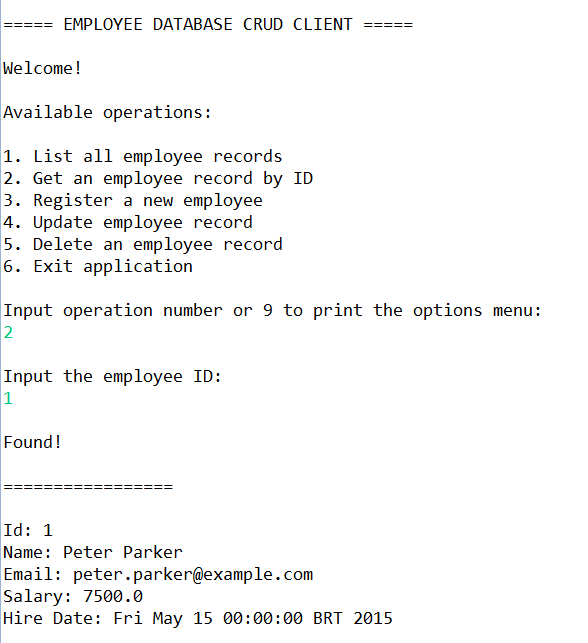 ===== EMPLOYEE DATABASE CRUD CLIENT =====
Welcome!
Available operations:
1. List all employee records
2. Get an employee record by ID
3. Register a new employee
4. Update employee record
5. Delete an employee record
6. Exit application
Input operation number or 9 to print the options menu:
2
Input the employee ID:
1
Found!
=================
Id: 1
Name: Peter Parker
Email: peter.parker@example.com
Salary: 7500.0
Hire Date: Fri May 15 00:00:00 BRT 2015